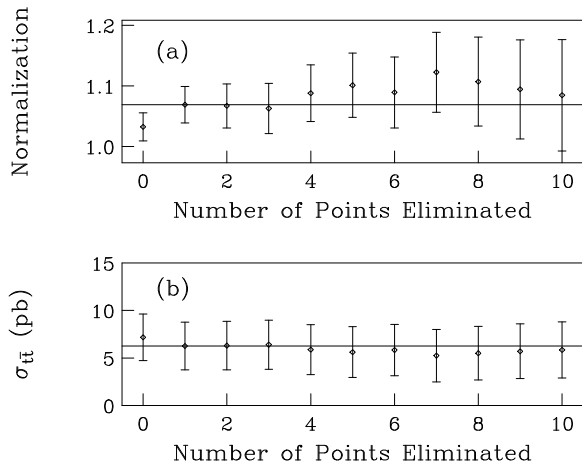 1.2
(a)
1.1
1.0
Normalization
0 2 4 6 8 10
Number of Points Eliminated
15
(b)
10
5
0
σtt̄ (pb)
0 2 4 6 8 10
Number of Points Eliminated